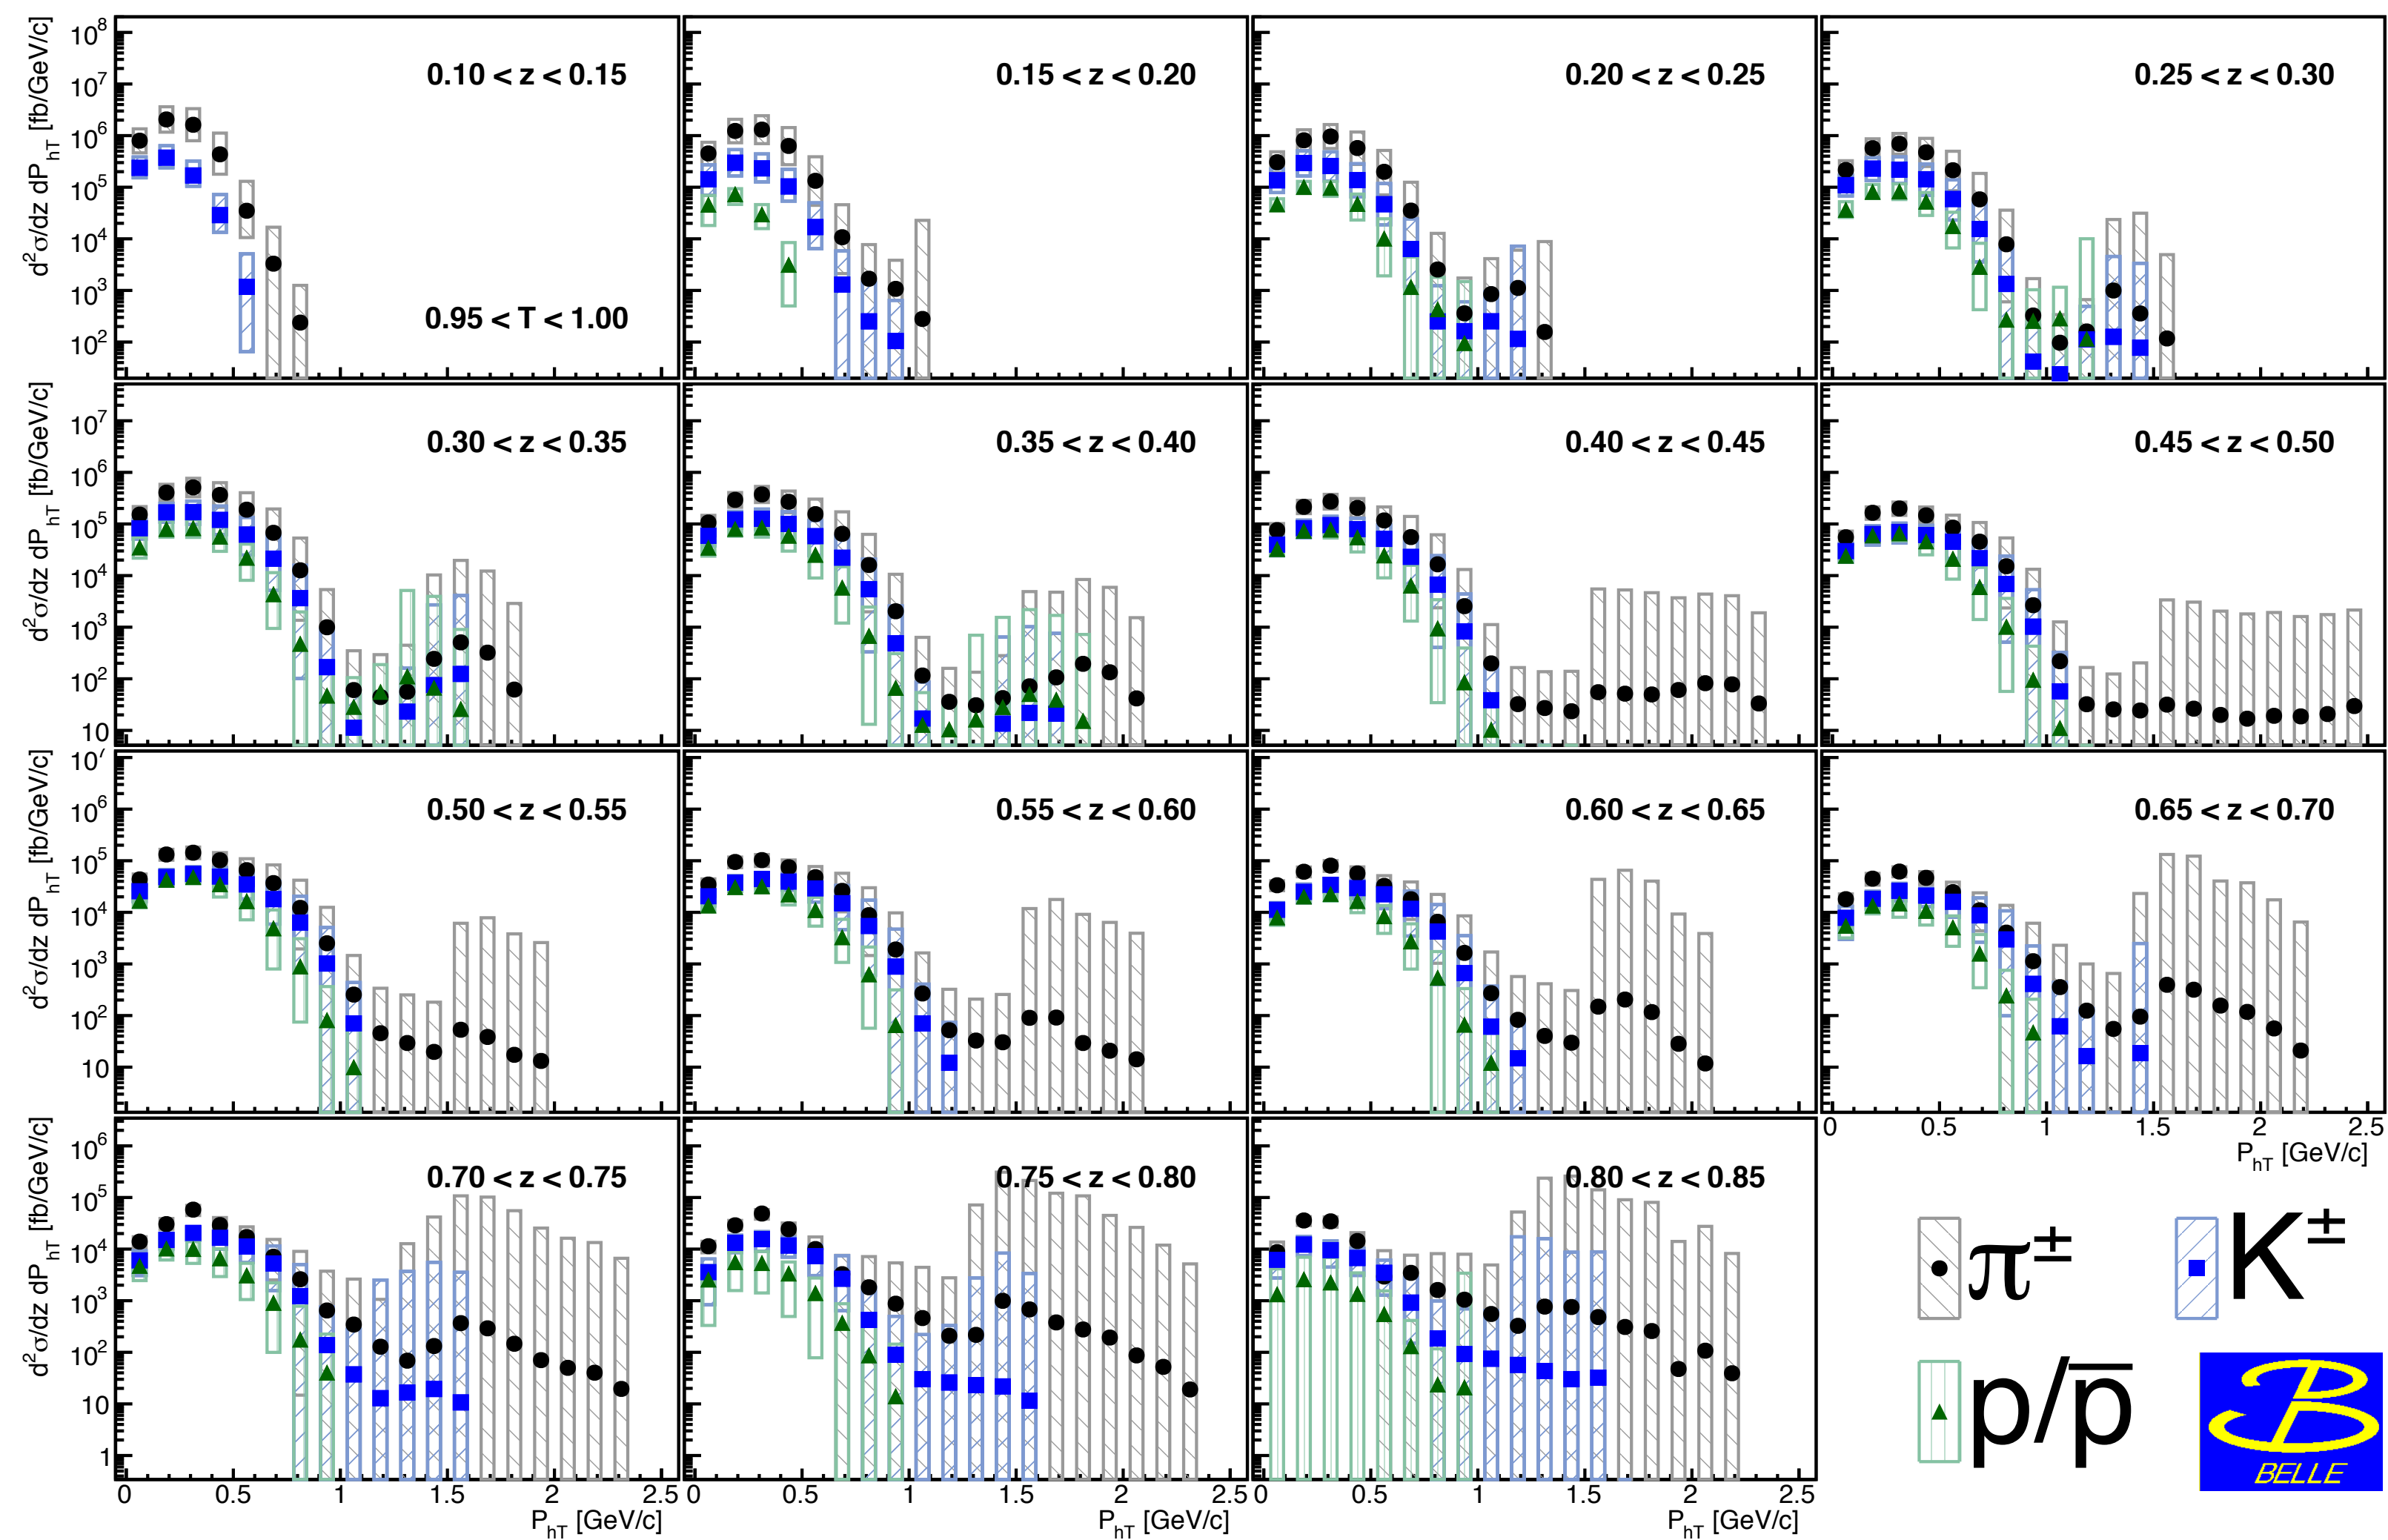 d²σ/dz dP_hT [fb/GeV/c]
10⁸
10⁷
10⁶
10⁵
10⁴
10³
10²
0.10 < z < 0.15
0.95 < T < 1.00
0.15 < z < 0.20
0.20 < z < 0.25
0.25 < z < 0.30
d²σ/dz dP_hT [fb/GeV/c]
10⁷
10⁶
10⁵
10⁴
10³
10²
10
0.30 < z < 0.35
0.35 < z < 0.40
0.40 < z < 0.45
0.45 < z < 0.50
d²σ/dz dP_hT [fb/GeV/c]
10⁷
10⁶
10⁵
10⁴
10³
10²
10
0.50 < z < 0.55
0.55 < z < 0.60
0.60 < z < 0.65
0.65 < z < 0.70
0 0.5 1 1.5 2 2.5
P_hT [GeV/c]
d²σ/dz dP_hT [fb/GeV/c]
10⁶
10⁵
10⁴
10³
10²
10
1
0.70 < z < 0.75
0.75 < z < 0.80
0.80 < z < 0.85
0 0.5 1 1.5 2 2.5
P_hT [GeV/c]
0.5 1 1.5 2 2.5
P_hT [GeV/c]
0 0.5 1 1.5 2 2.5
P_hT [GeV/c]
π±
K±
p/p̅
B
BELLE